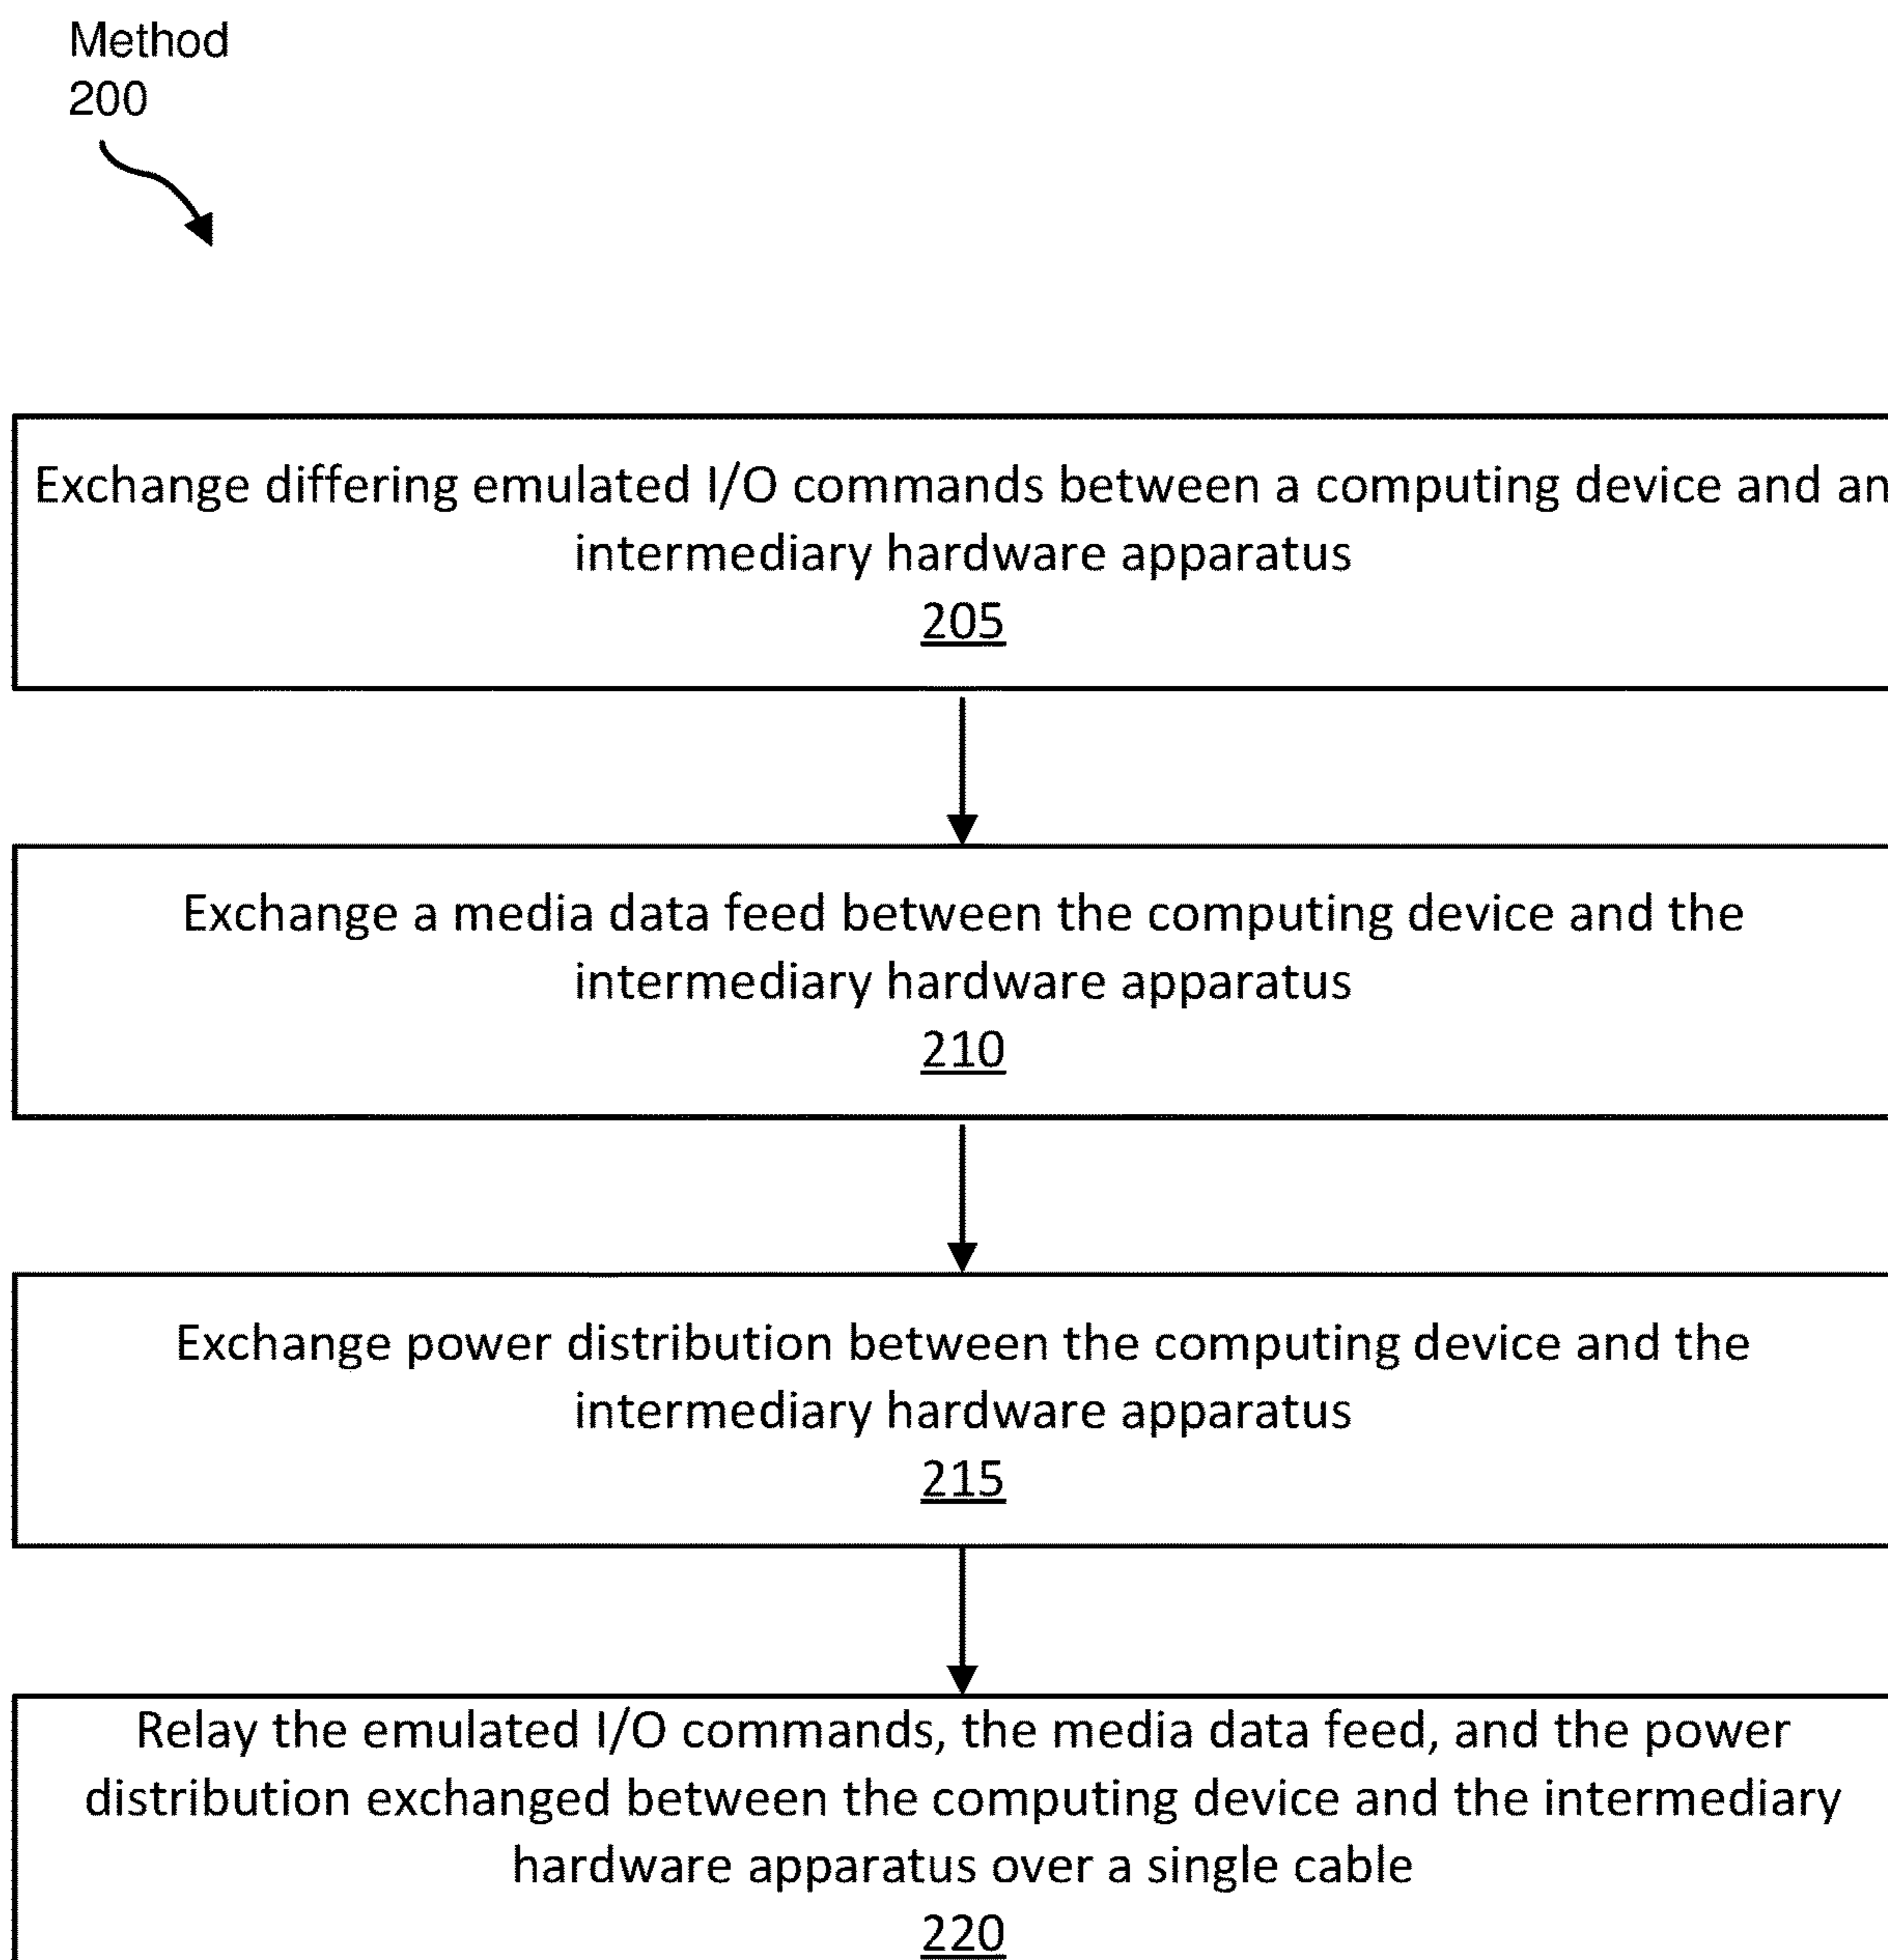 Method
200
Exchange differing emulated I/O commands between a computing device and an
intermediary hardware apparatus
205
Exchange a media data feed between the computing device and the
intermediary hardware apparatus
210
Exchange power distribution between the computing device and the
intermediary hardware apparatus
215
Relay the emulated I/O commands, the media data feed, and the power
distribution exchanged between the computing device and the intermediary
hardware apparatus over a single cable
220